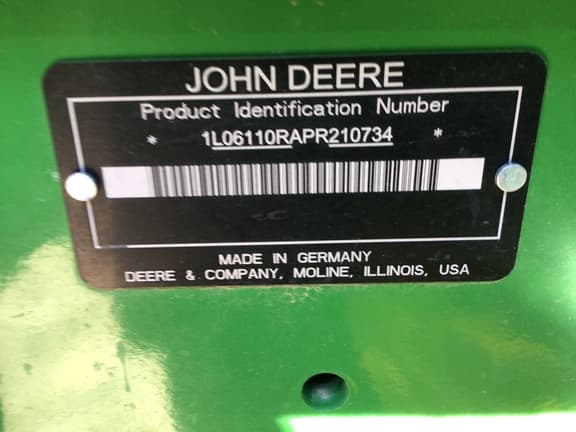 JOHN DEERE
Product Identification Number
* 1L06110RAPR210734 *
MADE IN GERMANY
DEERE & COMPANY, MOLINE, ILLINOIS, USA